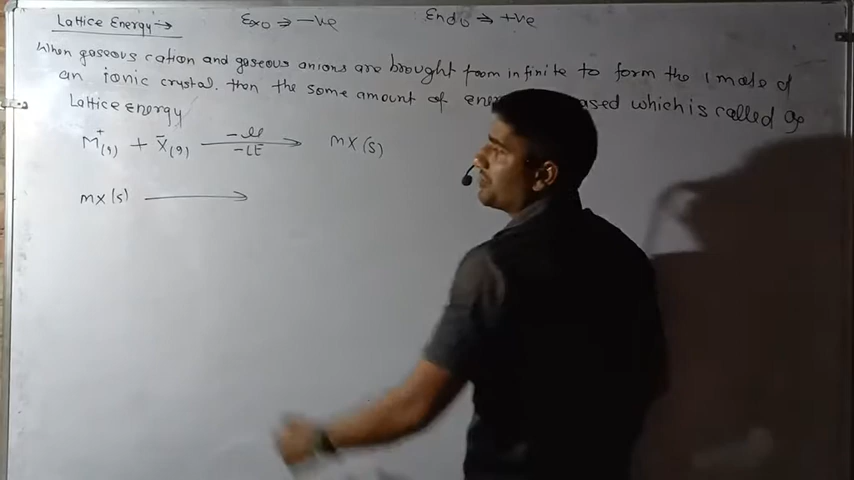 Lattice Energy → Exo ⇒ -ve Endo ⇒ +ve
When gaseous cation and gaseous anions are brought from infinite to form the 1 mole of
an ionic crystal. then the some amount of ased which is called as
Lattice energy
M⁺(g) + X̄(g) → MX(s)
-LE
MX(s) →